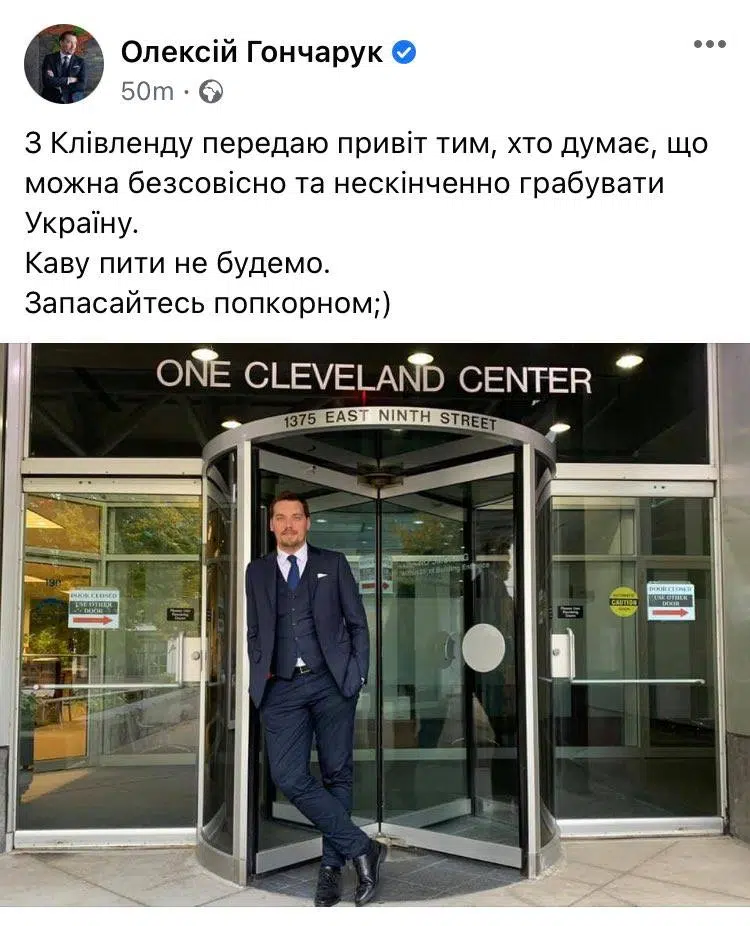 Олексій Гончарук
50m ·
З Клівленду передаю привіт тим, хто думає, що
можна безсовісно та нескінченно грабувати
Україну.
Каву пити не будемо.
Запасайтесь попкорном;)
ONE CLEVELAND CENTER
1375 EAST NINTH STREET
DOOR CLOSED
USE OTHER
DOOR
CAUTION
DOOR CLOSED
USE OTHER
DOOR